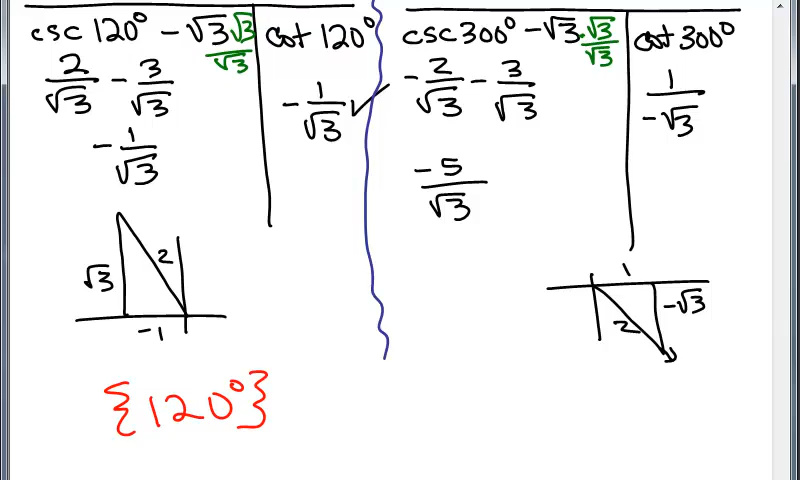 csc 120° − √3 √3/√3 | cot 120°
2/√3 − 3/√3 | − 1/√3 ✓
− 1/√3
√3 2
−1
{120°}
csc 300° − √3 · √3/√3 | cot 300°
− 2/√3 − 3/√3 | 1/−√3
−5/√3
1
2 −√3